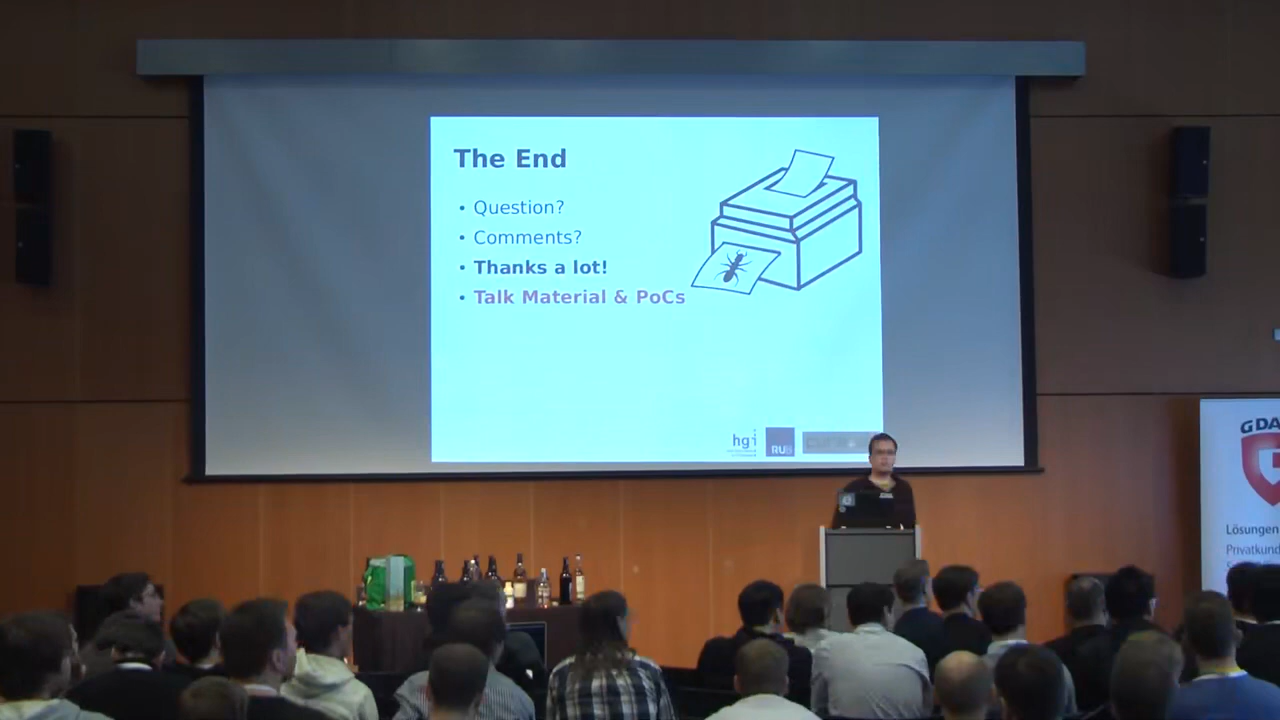 The End
• Question?
• Comments?
• Thanks a lot!
• Talk Material & PoCs
hgi
RUB
GDA
Lösungen
Privatkund